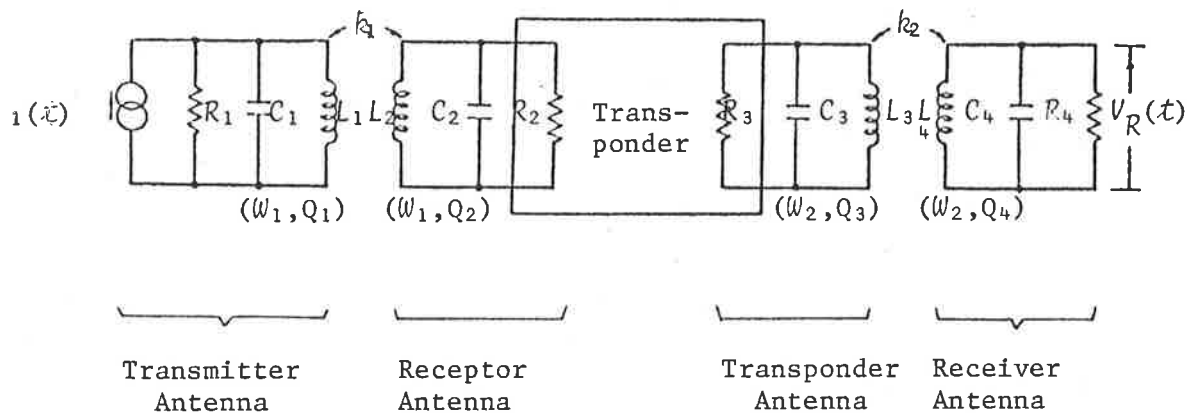 k₁ k₂
ı(t) R₁ C₁ L₁ L₂ C₂ R₂ Trans-
ponder R₃ C₃ L₃ L₄ C₄ R₄ V_R(t)
(W₁,Q₁) (W₁,Q₂) (W₂,Q₃) (W₂,Q₄)
Transmitter Receptor Transponder Receiver
Antenna Antenna Antenna Antenna